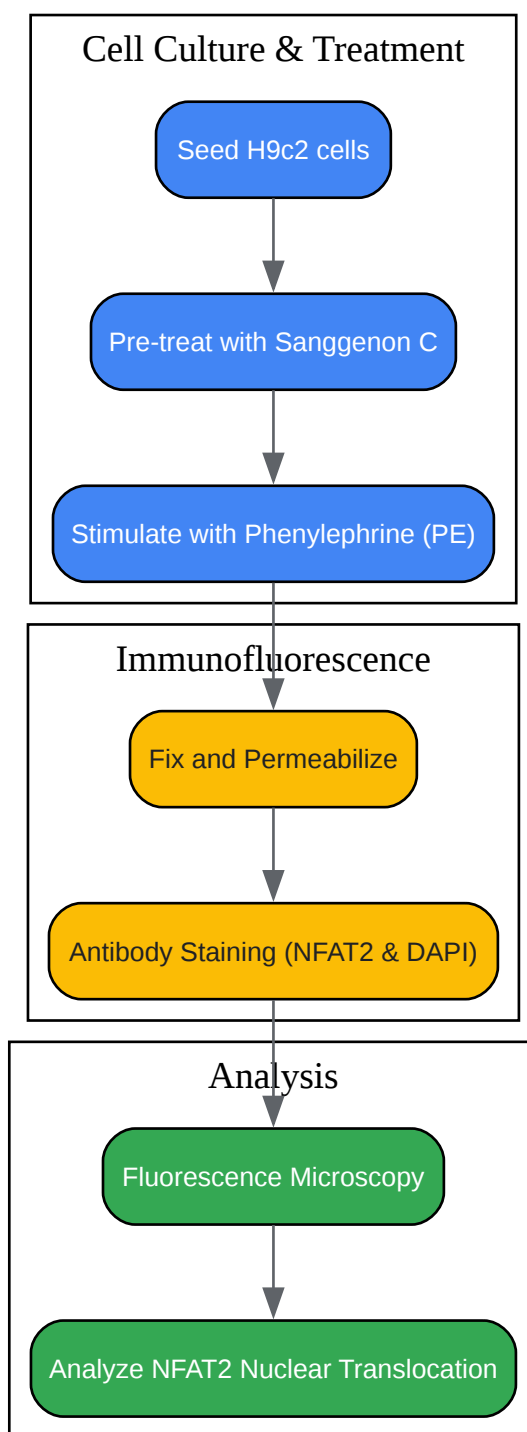 Cell Culture & Treatment
Seed H9c2 cells
Pre-treat with Sanggenon C
Stimulate with Phenylephrine (PE)
Immunofluorescence
Fix and Permeabilize
Antibody Staining (NFAT2 & DAPI)
Analysis
Fluorescence Microscopy
Analyze NFAT2 Nuclear Translocation